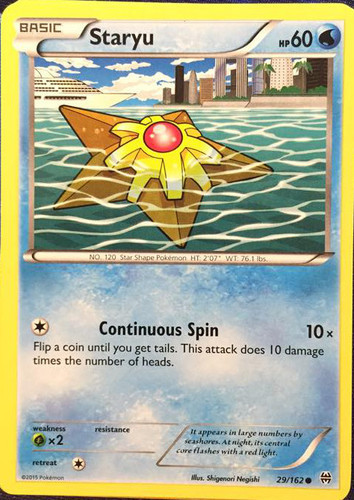 BASIC
Staryu
HP 60
NO. 120 Star Shape Pokémon HT. 2'07" WT. 76.1 lbs.
Continuous Spin 10×
Flip a coin until you get tails. This attack does 10 damage
times the number of heads.
weakness
×2
resistance
retreat
It appears in large numbers by
seashores. At night, its central
core flashes with a red light.
©2015 Pokémon
Illus. Shigenori Negishi
29/162